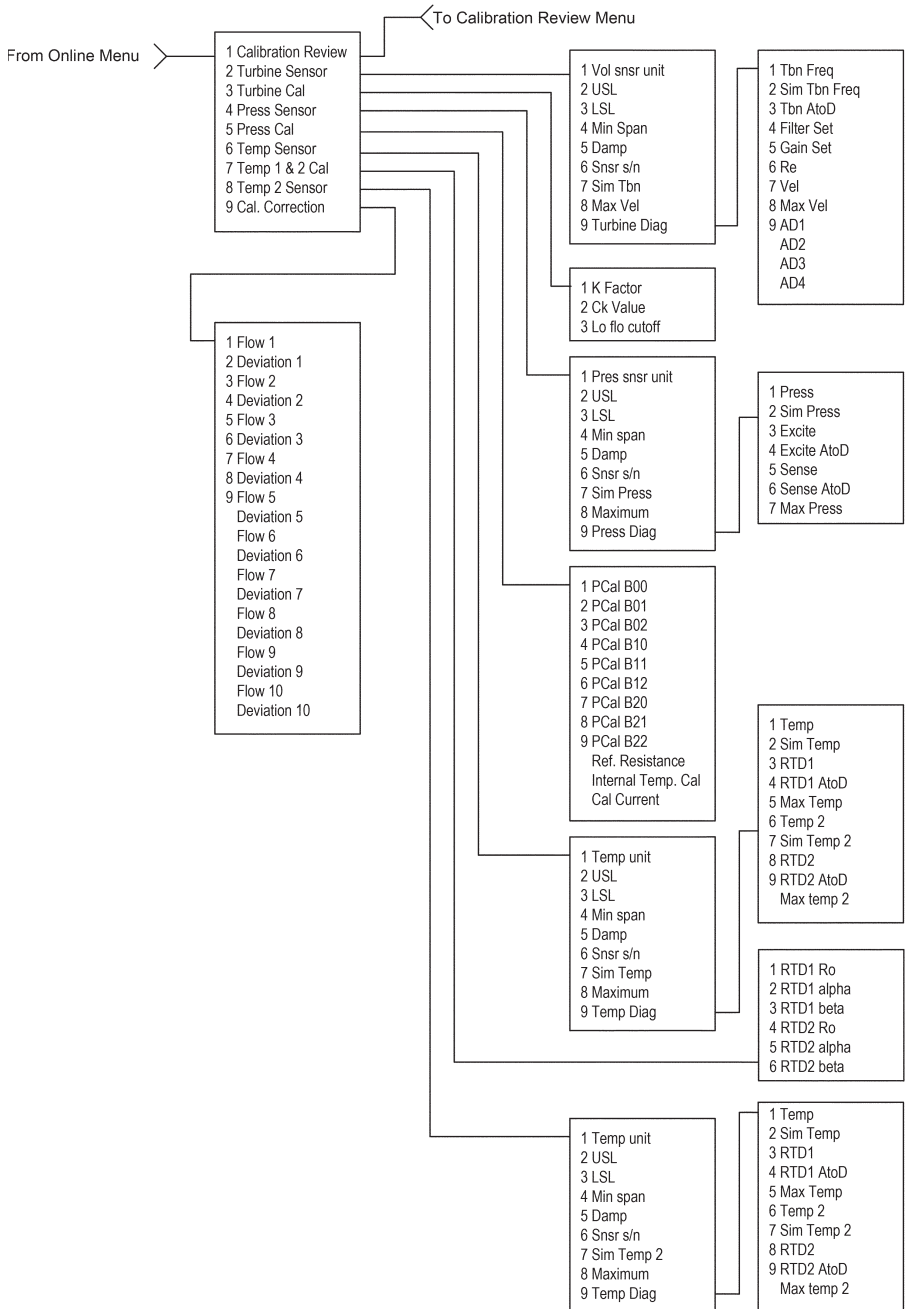 To Calibration Review Menu
From Online Menu
1 Calibration Review
2 Turbine Sensor
3 Turbine Cal
4 Press Sensor
5 Press Cal
6 Temp Sensor
7 Temp 1 & 2 Cal
8 Temp 2 Sensor
9 Cal. Correction
1 Vol snsr unit
2 USL
3 LSL
4 Min Span
5 Damp
6 Snsr s/n
7 Sim Tbn
8 Max Vel
9 Turbine Diag
1 Tbn Freq
2 Sim Tbn Freq
3 Tbn AtoD
4 Filter Set
5 Gain Set
6 Re
7 Vel
8 Max Vel
9 AD1
AD2
AD3
AD4
1 K Factor
2 Ck Value
3 Lo flo cutoff
1 Flow 1
2 Deviation 1
3 Flow 2
4 Deviation 2
5 Flow 3
6 Deviation 3
7 Flow 4
8 Deviation 4
9 Flow 5
Deviation 5
Flow 6
Deviation 6
Flow 7
Deviation 7
Flow 8
Deviation 8
Flow 9
Deviation 9
Flow 10
Deviation 10
1 Pres snsr unit
2 USL
3 LSL
4 Min span
5 Damp
6 Snsr s/n
7 Sim Press
8 Maximum
9 Press Diag
1 Press
2 Sim Press
3 Excite
4 Excite AtoD
5 Sense
6 Sense AtoD
7 Max Press
1 PCal B00
2 PCal B01
3 PCal B02
4 PCal B10
5 PCal B11
6 PCal B12
7 PCal B20
8 PCal B21
9 PCal B22
Ref. Resistance
Internal Temp. Cal
Cal Current
1 Temp
2 Sim Temp
3 RTD1
4 RTD1 AtoD
5 Max Temp
6 Temp 2
7 Sim Temp 2
8 RTD2
9 RTD2 AtoD
Max temp 2
1 Temp unit
2 USL
3 LSL
4 Min span
5 Damp
6 Snsr s/n
7 Sim Temp
8 Maximum
9 Temp Diag
1 RTD1 Ro
2 RTD1 alpha
3 RTD1 beta
4 RTD2 Ro
5 RTD2 alpha
6 RTD2 beta
1 Temp unit
2 USL
3 LSL
4 Min span
5 Damp
6 Snsr s/n
7 Sim Temp 2
8 Maximum
9 Temp Diag
1 Temp
2 Sim Temp
3 RTD1
4 RTD1 AtoD
5 Max Temp
6 Temp 2
7 Sim Temp 2
8 RTD2
9 RTD2 AtoD
Max temp 2